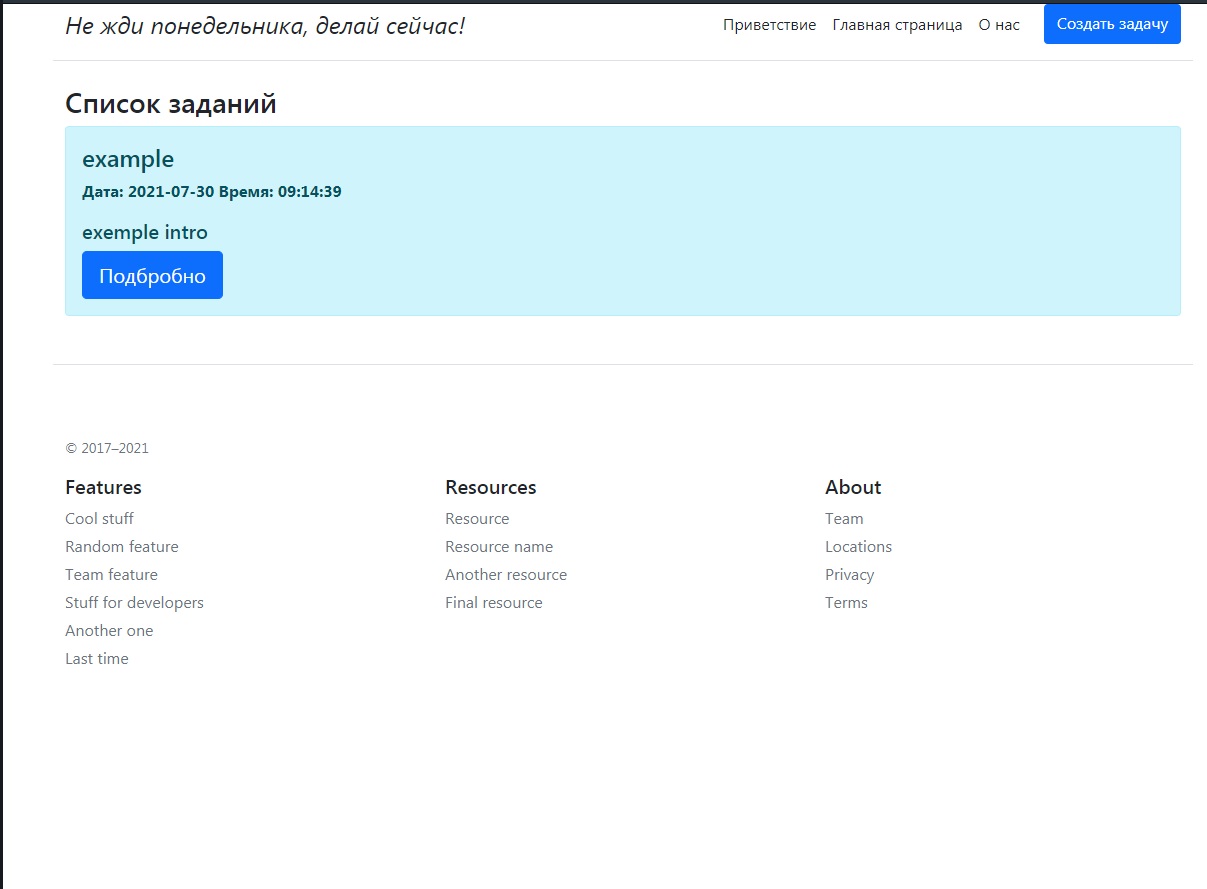 Не жди понедельника, делай сейчас!
Приветствие Главная страница О нас Создать задачу
Список заданий
example
Дата: 2021-07-30 Время: 09:14:39
exemple intro
Подбробно
© 2017–2021
Features
Cool stuff
Random feature
Team feature
Stuff for developers
Another one
Last time
Resources
Resource
Resource name
Another resource
Final resource
About
Team
Locations
Privacy
Terms